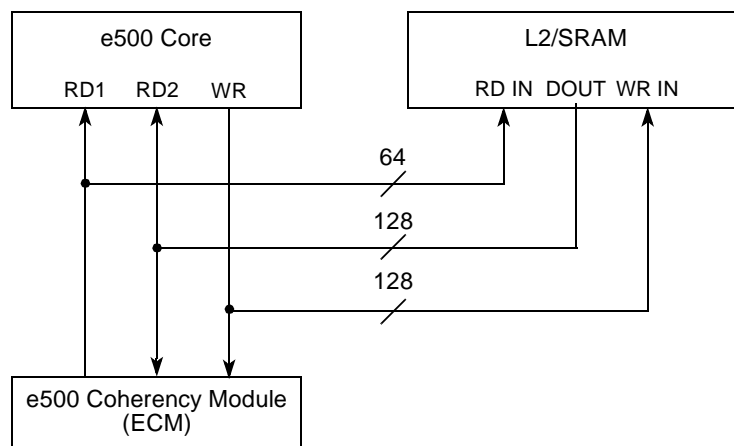 e500 Core
RD1 RD2 WR
L2/SRAM
RD IN DOUT WR IN
64
128
128
e500 Coherency Module
(ECM)